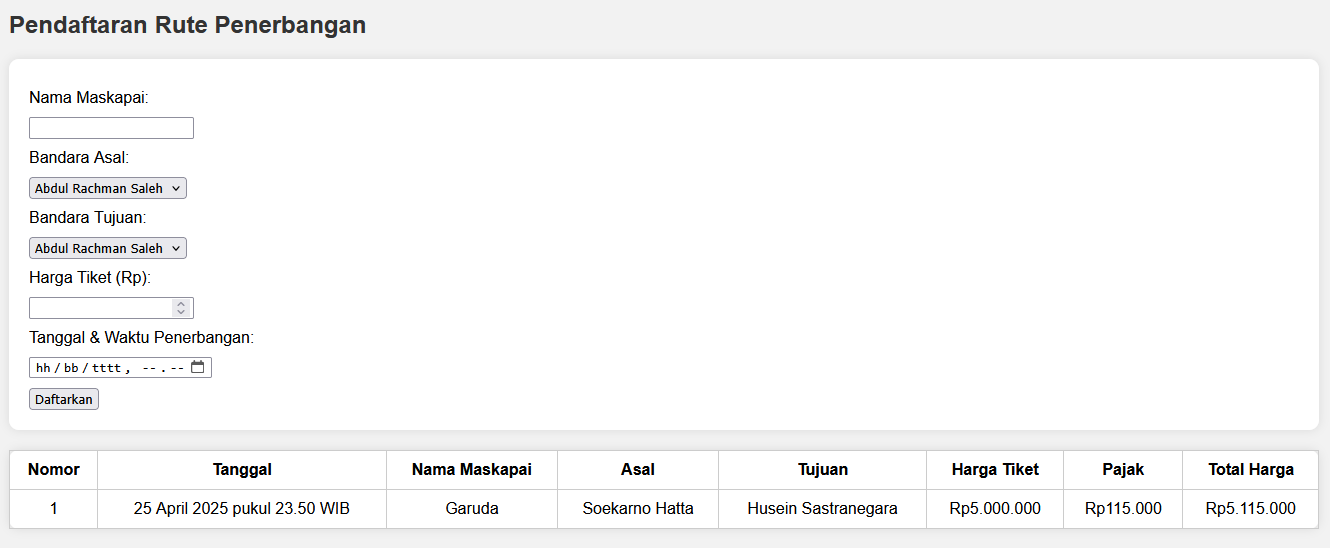 Pendaftaran Rute Penerbangan
Nama Maskapai:
Bandara Asal:
Abdul Rachman Saleh
Bandara Tujuan:
Abdul Rachman Saleh
Harga Tiket (Rp):
Tanggal & Waktu Penerbangan:
hh/bb/tttt, --.--
Daftarkan
Nomor Tanggal Nama Maskapai Asal Tujuan Harga Tiket Pajak Total Harga
1 25 April 2025 pukul 23.50 WIB Garuda Soekarno Hatta Husein Sastranegara Rp5.000.000 Rp115.000 Rp5.115.000